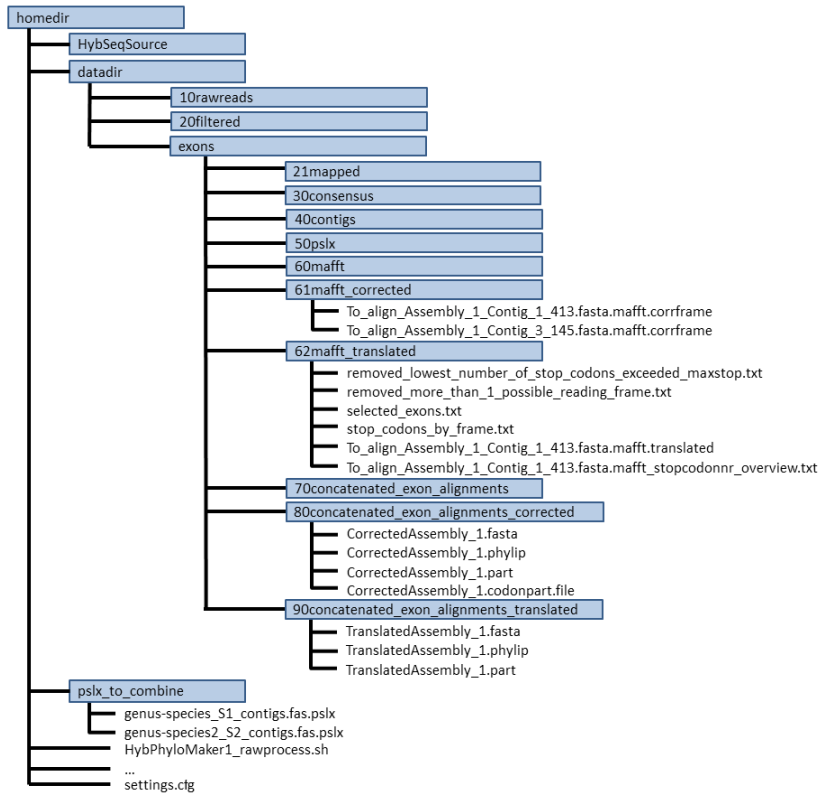 homedir
HybSeqSource
datadir
10rawreads
20filtered
exons
21mapped
30consensus
40contigs
50pslx
60mafft
61mafft_corrected
To_align_Assembly_1_Contig_1_413.fasta.mafft.corrframe
To_align_Assembly_1_Contig_3_145.fasta.mafft.corrframe
62mafft_translated
removed_lowest_number_of_stop_codons_exceeded_maxstop.txt
removed_more_than_1_possible_reading_frame.txt
selected_exons.txt
stop_codons_by_frame.txt
To_align_Assembly_1_Contig_1_413.fasta.mafft.translated
To_align_Assembly_1_Contig_1_413.fasta.mafft_stopcodonnr_overview.txt
70concatenated_exon_alignments
80concatenated_exon_alignments_corrected
CorrectedAssembly_1.fasta
CorrectedAssembly_1.phylip
CorrectedAssembly_1.part
CorrectedAssembly_1.codonpart.file
90concatenated_exon_alignments_translated
TranslatedAssembly_1.fasta
TranslatedAssembly_1.phylip
TranslatedAssembly_1.part
pslx_to_combine
genus-species_S1_contigs.fas.pslx
genus-species2_S2_contigs.fas.pslx
HybPhyloMaker1_rawprocess.sh
...
settings.cfg